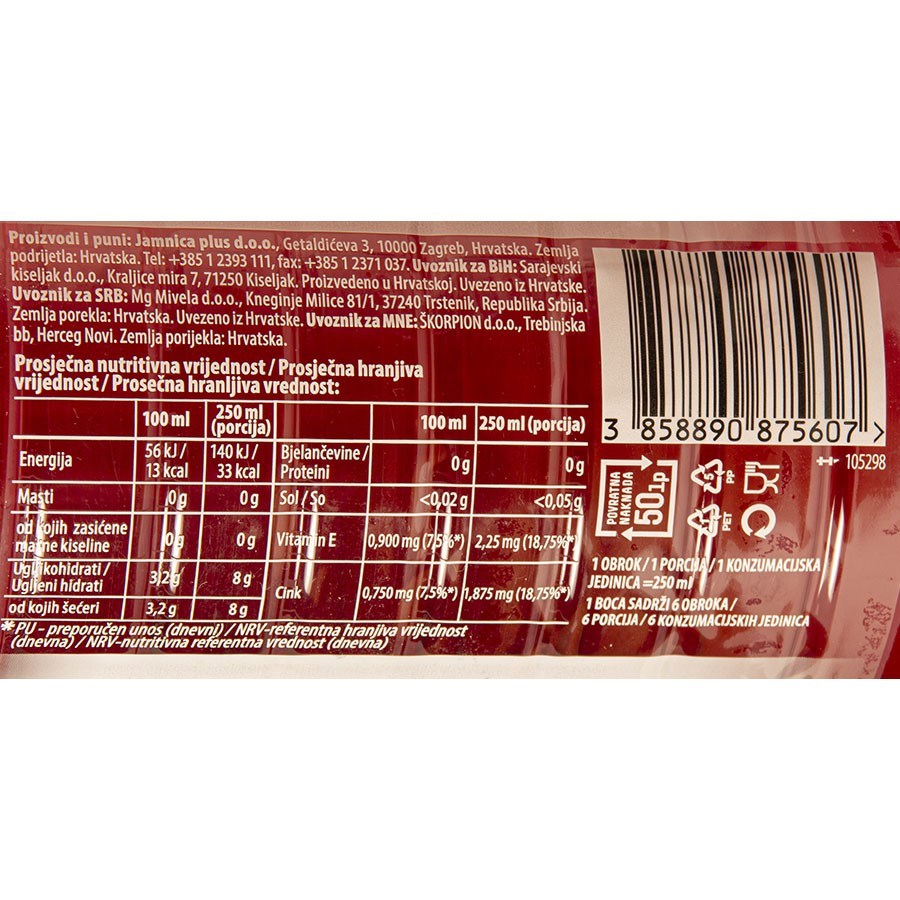 Proizvodi i puni: Jamnica plus d.o.o., Getaldićeva 3, 10000 Zagreb, Hrvatska. Zemlja
podrijetla: Hrvatska. Tel: +385 1 2393 111, fax: +385 1 2371 037. Uvoznik za BiH: Sarajevski
kiseljak d.o.o., Kraljice mira 7, 71250 Kiseljak. Proizvedeno u Hrvatskoj. Uvezeno iz Hrvatske.
Uvoznik za SRB: Mg Mivela d.o.o., Kneginje Milice 81/1, 37240 Trstenik, Republika Srbija.
Zemlja porekla: Hrvatska. Uvezeno iz Hrvatske. Uvoznik za MNE: ŠKORPION d.o.o., Trebinjska
bb, Herceg Novi. Zemlja porijekla: Hrvatska.
Prosječna nutritivna vrijednost / Prosječna hranjiva
vrijednost / Prosečna hranljiva vrednost:
100 ml 250 ml (porcija) 100 ml 250 ml (porcija)
Energija 56 kJ / 13 kcal 140 kJ / 33 kcal Bjelančevine / Proteini 0 g 0 g
Masti 0 g 0 g Sol / So <0,02 g <0,05 g
od kojih zasićene masne kiseline 0 g 0 g Vitamin E 0,900 mg (7,5%*) 2,25 mg (18,75%*)
Ugljikohidrati / Ugljeni hidrati 3,2 g 8 g Cink 0,750 mg (7,5%*) 1,875 mg (18,75%*)
od kojih šećeri 3,2 g 8 g
*PU - preporučen unos (dnevni) / NRV-referentna hranjiva vrijednost
(dnevna) / NRV-nutritivna referentna vrednost (dnevna)
3 858890 875607 >
105298
POVRATNA
NAKNADA
50 lp
5
PP
1
PET
1 OBROK / 1 PORCIJA / 1 KONZUMACIJSKA
JEDINICA = 250 ml
1 BOCA SADRŽI 6 OBROKA /
6 PORCIJA / 6 KONZUMACIJSKIH JEDINICA